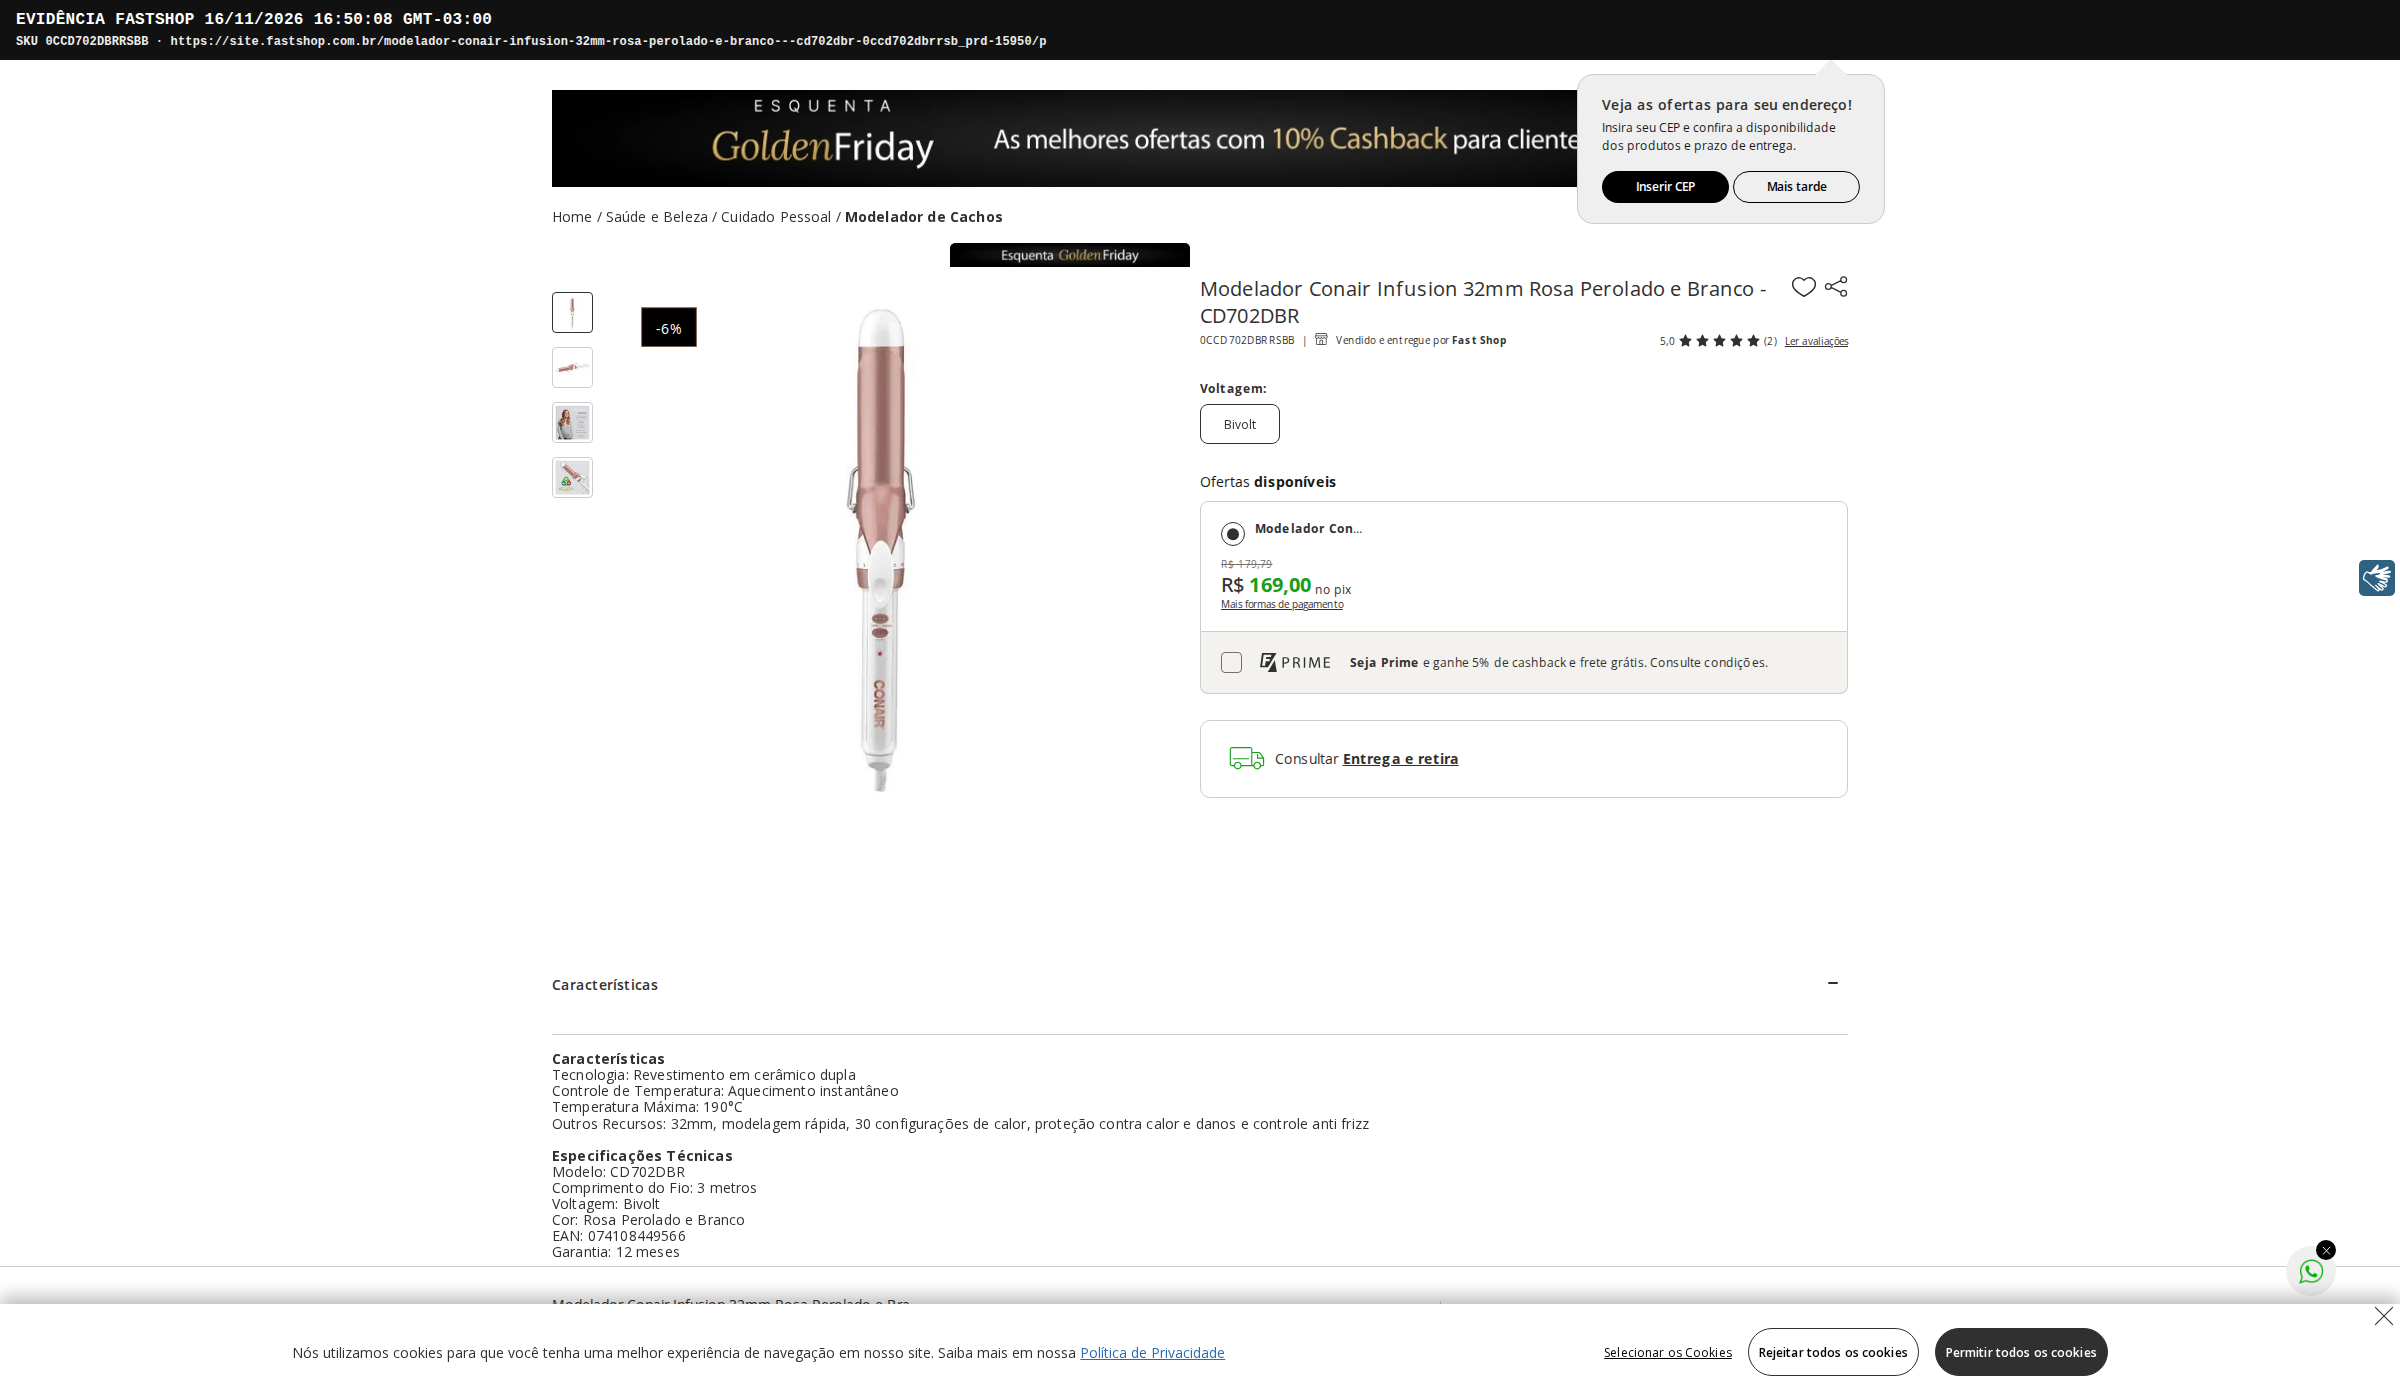 EVIDÊNCIA FASTSHOP 16/11/2026 16:50:08 GMT-03:00
SKU 0CCD702DBRRSBB · https://site.fastshop.com.br/modelador-conair-infusion-32mm-rosa-perolado-e-branco---cd702dbr-0ccd702dbrrsb_prd-15950/p
ESQUENTA
GoldenFriday
As melhores ofertas com 10% Cashback para cliente
Veja as ofertas para seu endereço!
Insira seu CEP e confira a disponibilidade
dos produtos e prazo de entrega.
Inserir CEP
Mais tarde
Home / Saúde e Beleza / Cuidado Pessoal / Modelador de Cachos
Esquenta GoldenFriday
-6%
CONAIR
Modelador Conair Infusion 32mm Rosa Perolado e Branco -
CD702DBR
0CCD702DBRRSBB | Vendido e entregue por Fast Shop
5,0 (2) Ler avaliações
Voltagem:
Bivolt
Ofertas disponíveis
Modelador Con...
R$ 179,79
R$ 169,00 no pix
Mais formas de pagamento
PRIME Seja Prime e ganhe 5% de cashback e frete grátis. Consulte condições.
Consultar Entrega e retira
Características
Características
Tecnologia: Revestimento em cerâmico dupla
Controle de Temperatura: Aquecimento instantâneo
Temperatura Máxima: 190°C
Outros Recursos: 32mm, modelagem rápida, 30 configurações de calor, proteção contra calor e danos e controle anti frizz
Especificações Técnicas
Modelo: CD702DBR
Comprimento do Fio: 3 metros
Voltagem: Bivolt
Cor: Rosa Perolado e Branco
EAN: 074108449566
Garantia: 12 meses
Modelador Conair Infusion 32mm Rosa Perolado e Bra
Nós utilizamos cookies para que você tenha uma melhor experiência de navegação em nosso site. Saiba mais em nossa Política de Privacidade
Selecionar os Cookies
Rejeitar todos os cookies
Permitir todos os cookies